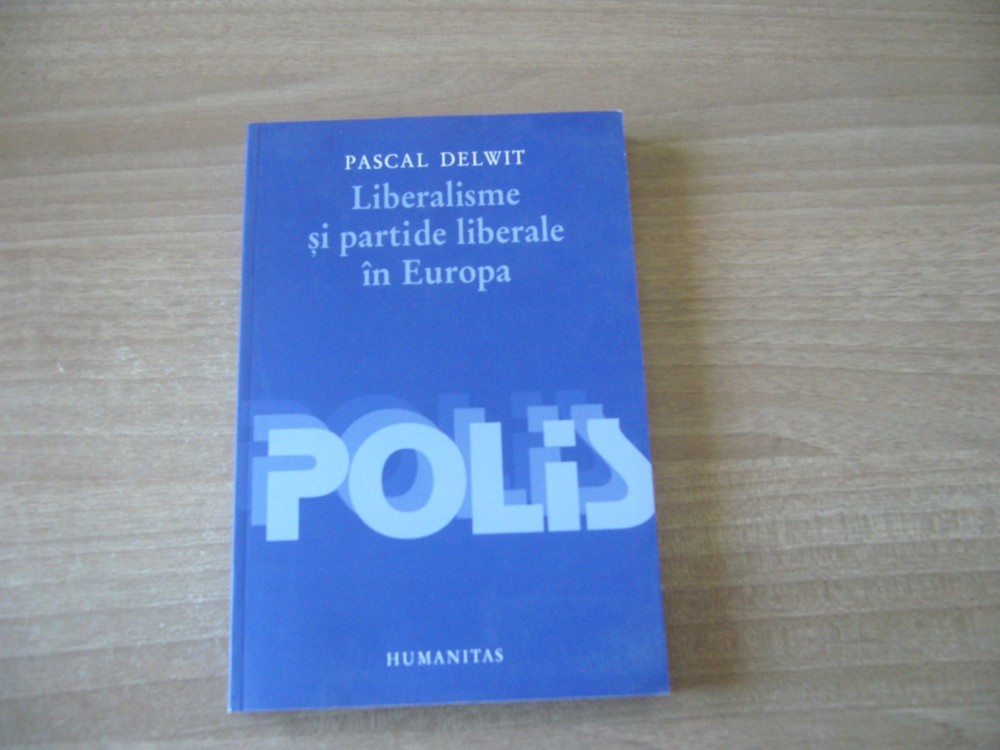 PASCAL DELWIT
Liberalisme
și partide liberale
în Europa
POLiS
HUMANITAS